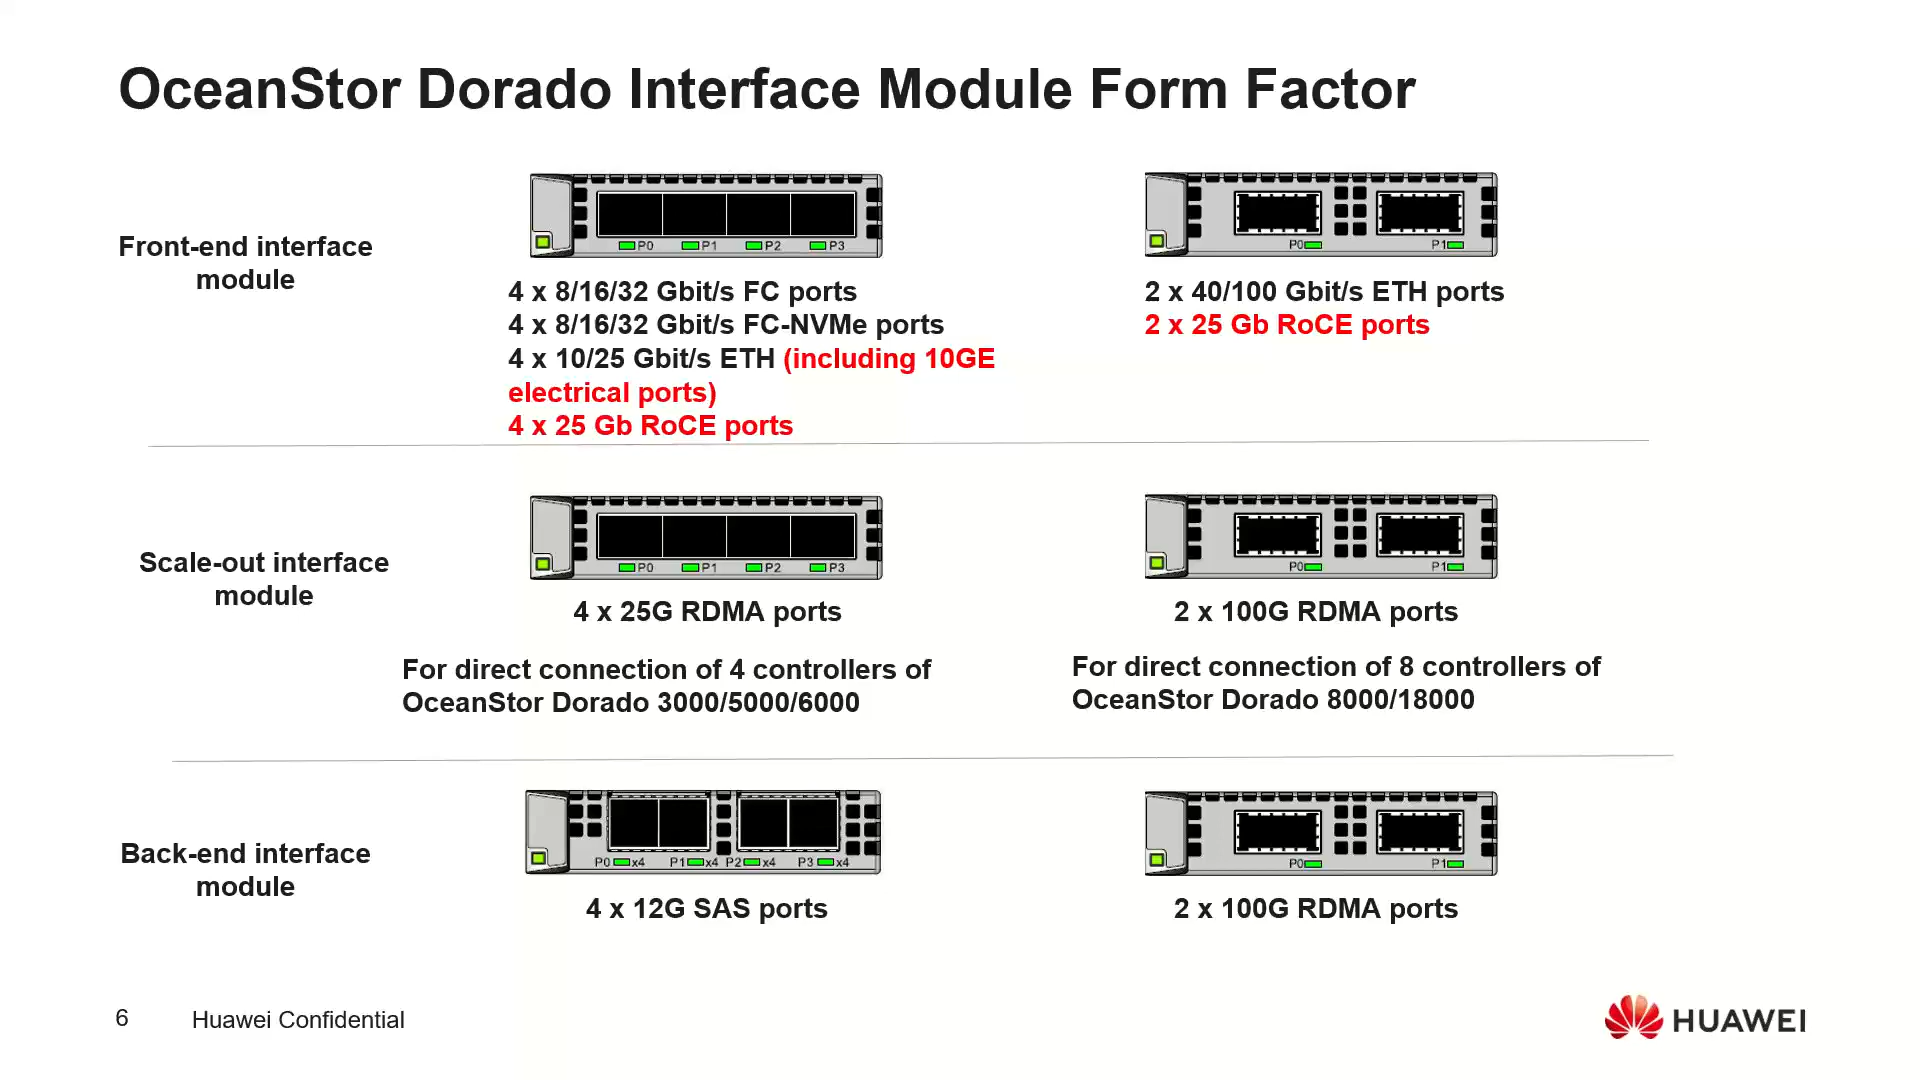 OceanStor Dorado Interface Module Form Factor
Front-end interface
module
P0 P1 P2 P3
4 x 8/16/32 Gbit/s FC ports
4 x 8/16/32 Gbit/s FC-NVMe ports
4 x 10/25 Gbit/s ETH (including 10GE
electrical ports)
4 x 25 Gb RoCE ports
P0 P1
2 x 40/100 Gbit/s ETH ports
2 x 25 Gb RoCE ports
Scale-out interface
module
P0 P1 P2 P3
4 x 25G RDMA ports
For direct connection of 4 controllers of
OceanStor Dorado 3000/5000/6000
P0 P1
2 x 100G RDMA ports
For direct connection of 8 controllers of
OceanStor Dorado 8000/18000
Back-end interface
module
P0 x4 P1 x4 P2 x4 P3 x4
4 x 12G SAS ports
P0 P1
2 x 100G RDMA ports
6 Huawei Confidential
HUAWEI